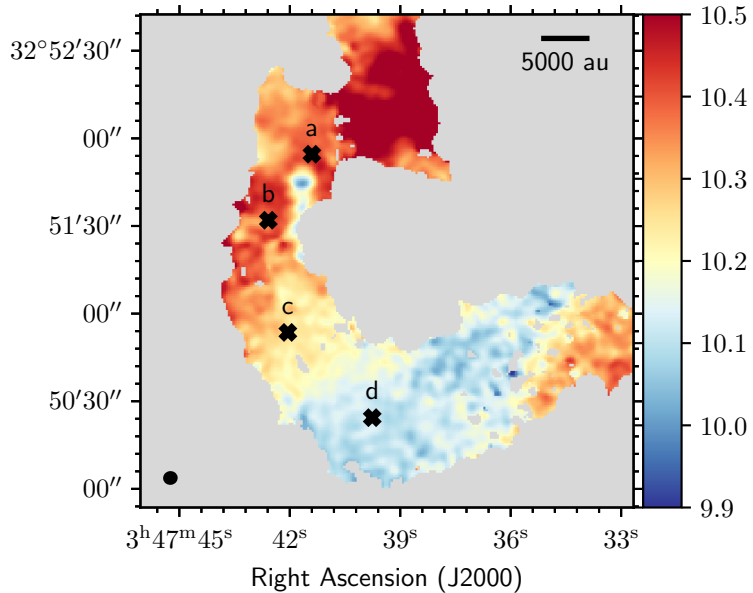 32°52′30″
00″
51′30″
00″
50′30″
00″
5000 au
a
b
c
d
10.5
10.4
10.3
10.2
10.1
10.0
9.9
3ʰ47ᵐ45ˢ 42ˢ 39ˢ 36ˢ 33ˢ
Right Ascension (J2000)